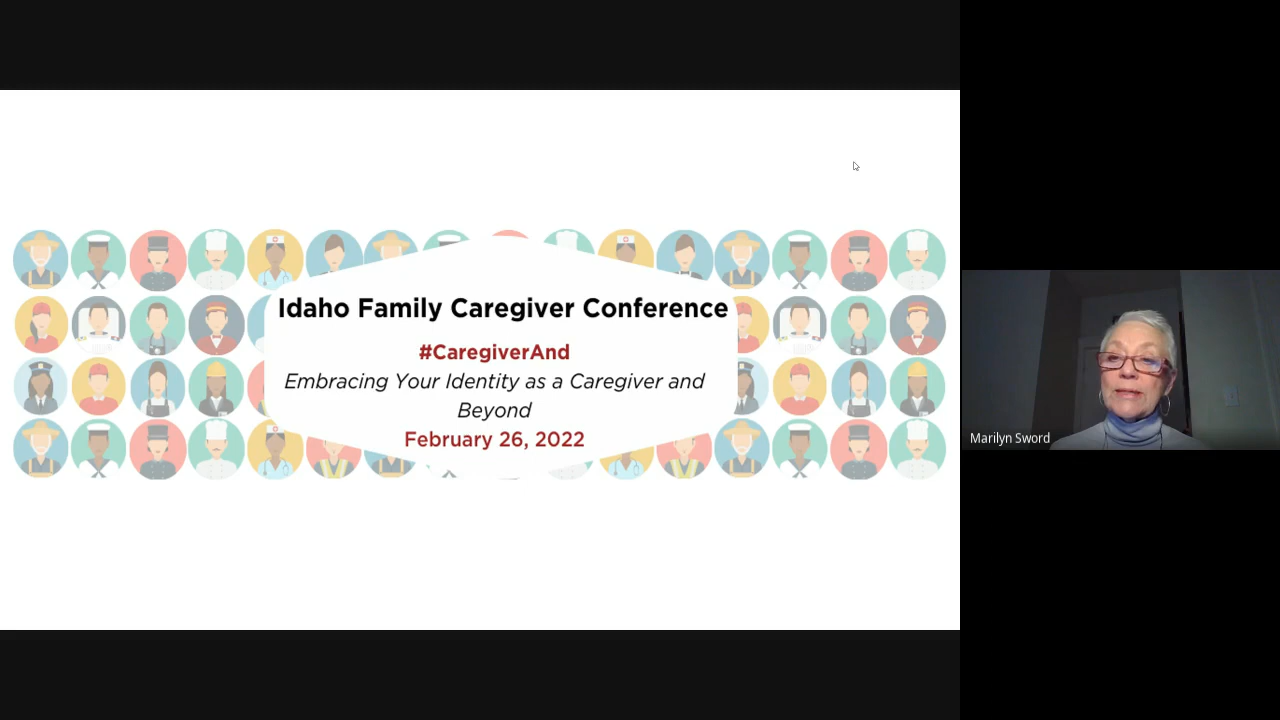 Idaho Family Caregiver Conference
#CaregiverAnd
Embracing Your Identity as a Caregiver and
Beyond
February 26, 2022
Marilyn Sword